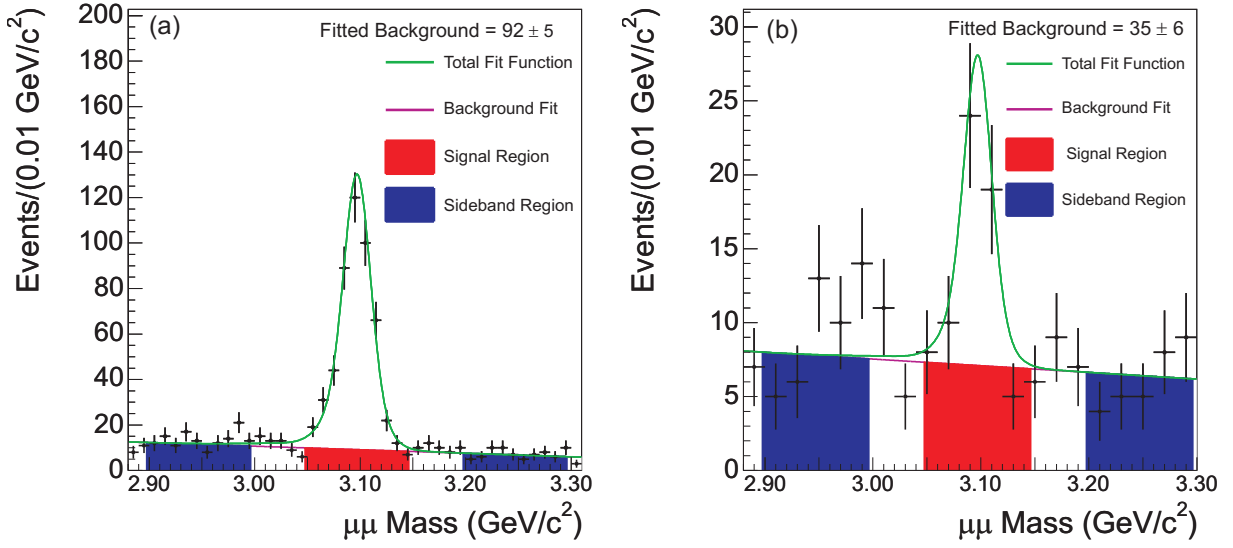 (a)
Fitted Background = 92 ± 5
Total Fit Function
Background Fit
Signal Region
Sideband Region
Events/(0.01 GeV/c²)
200
180
160
140
120
100
80
60
40
20
0
2.90 3.00 3.10 3.20 3.30
μμ Mass (GeV/c²)
(b)
Fitted Background = 35 ± 6
Total Fit Function
Background Fit
Signal Region
Sideband Region
Events/(0.01 GeV/c²)
30
25
20
15
10
5
0
2.90 3.00 3.10 3.20 3.30
μμ Mass (GeV/c²)